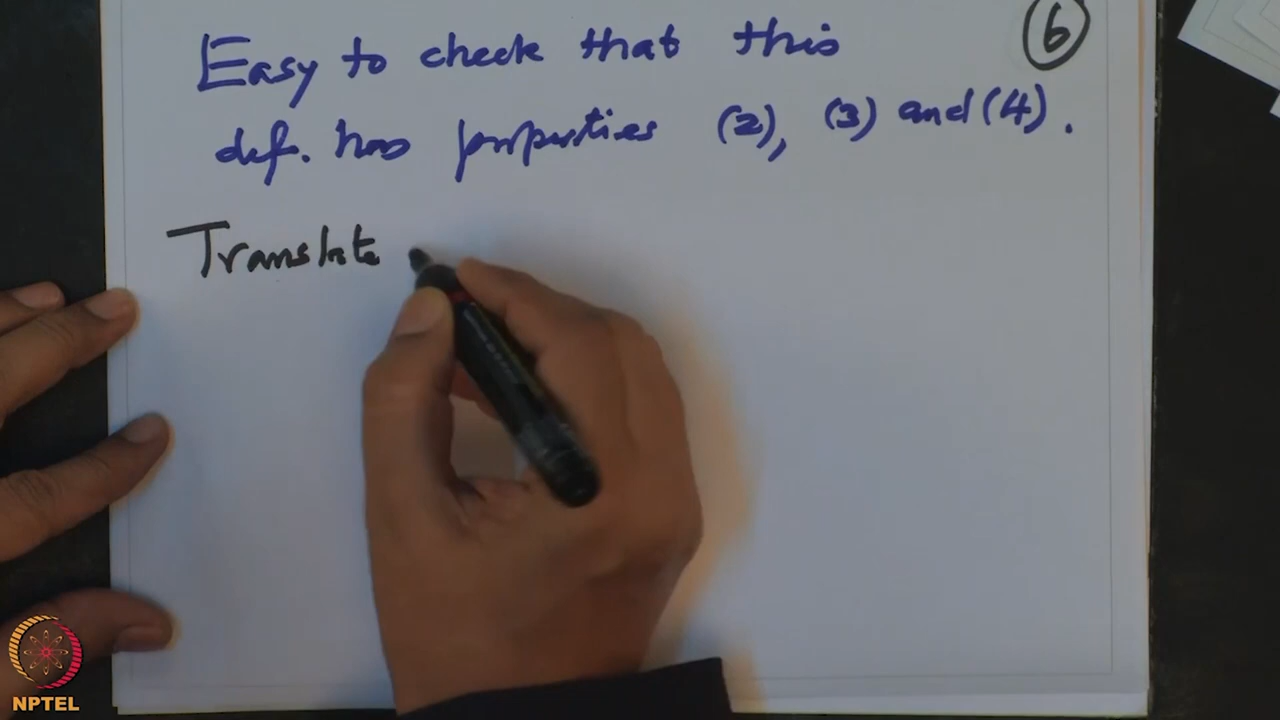 Easy to check that this
6
def. has properties (2), (3) and (4).
Translate
NPTEL